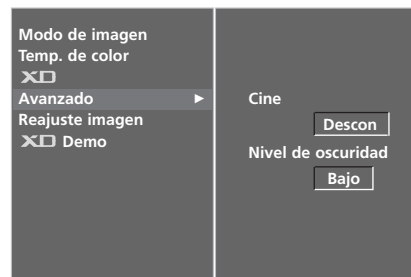 Modo de imagen
Temp. de color
XD
Avanzado ►
Reajuste imagen
XD Demo
Cine
Descon
Nivel de oscuridad
Bajo